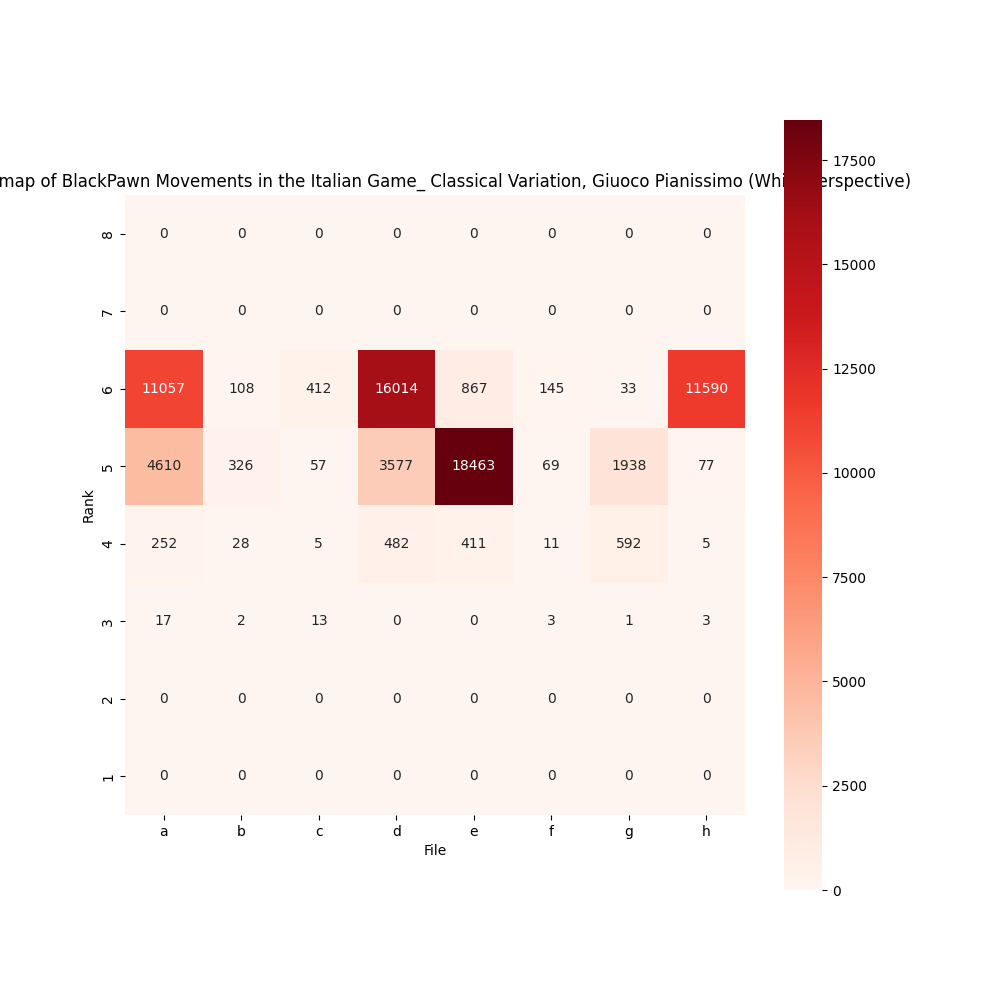 map of BlackPawn Movements in the Italian Game_ Classical Variation, Giuoco Pianissimo (Whi erspective)
17500
15000
12500
10000
7500
5000
2500
0
Rank
8 0 0 0 0 0 0 0 0
7 0 0 0 0 0 0 0 0
6 11057 108 412 16014 867 145 33 11590
5 4610 326 57 3577 18463 69 1938 77
4 252 28 5 482 411 11 592 5
3 17 2 13 0 0 3 1 3
2 0 0 0 0 0 0 0 0
1 0 0 0 0 0 0 0 0
a b c d e f g h
File